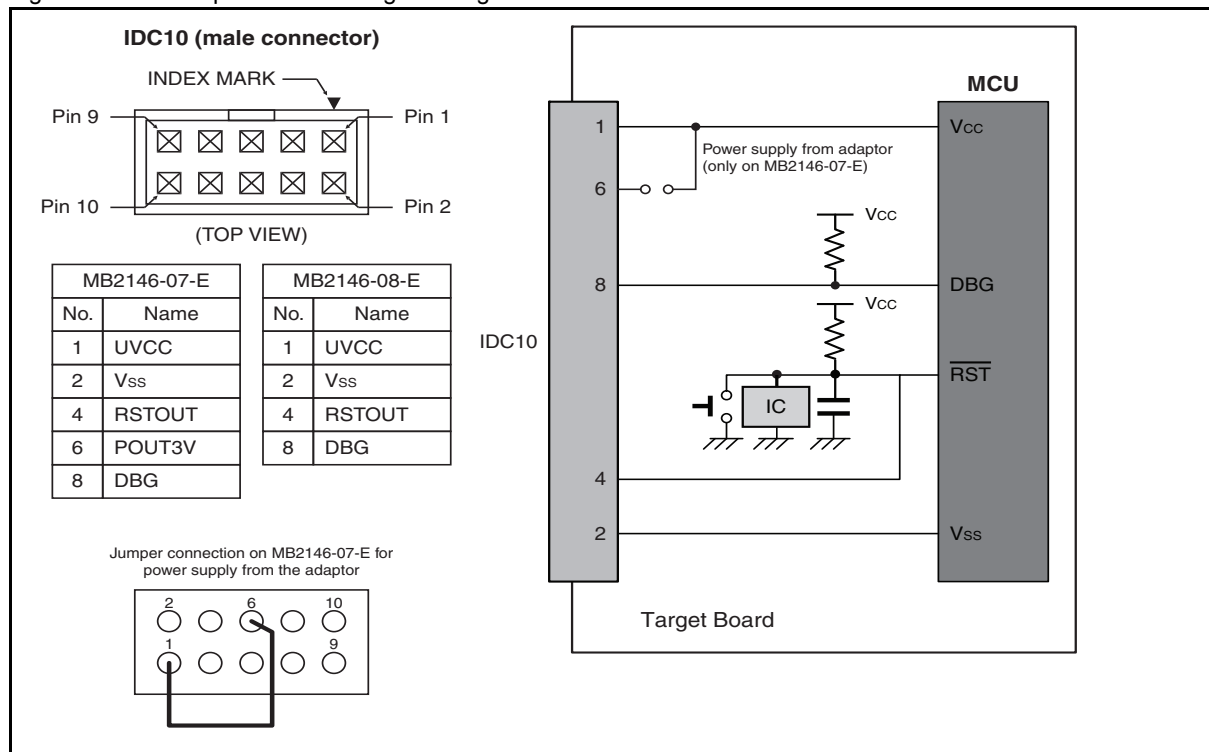 IDC10 (male connector)
INDEX MARK
Pin 9
Pin 1
Pin 10
Pin 2
(TOP VIEW)
MB2146-07-E
No. Name
1 UVCC
2 Vss
4 RSTOUT
6 POUT3V
8 DBG
MB2146-08-E
No. Name
1 UVCC
2 Vss
4 RSTOUT
8 DBG
Jumper connection on MB2146-07-E for
power supply from the adaptor
2 6 10
1 9
IDC10
1
6
8
4
2
Power supply from adaptor
(only on MB2146-07-E)
Vcc
Vcc
IC
MCU
Vcc
DBG
RST
Vss
Target Board